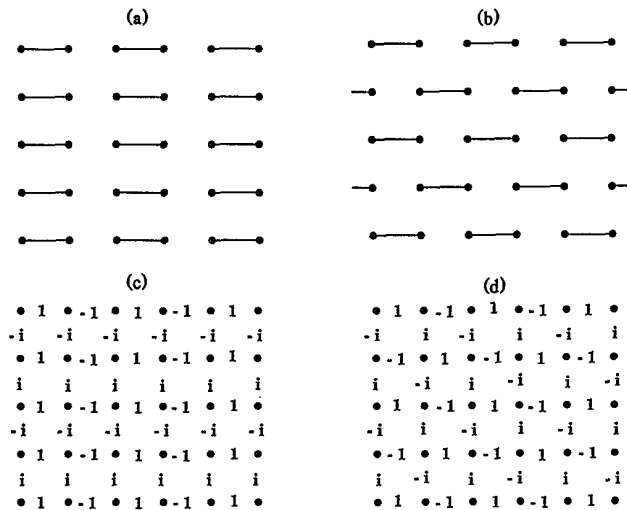 (a)
(b)
(c)
1 -1 1 -1 1
-i -i -i -i -i -i
1 -1 1 -1 1
i i i i i i
1 -1 1 -1 1
-i -i -i -i -i -i
1 -1 1 -1 1
i i i i i i
1 -1 1 -1 1
(d)
1 -1 1 -1 1
-i i -i i -i i
-1 1 -1 1 -1
i -i i -i i -i
1 -1 1 -1 1
-i i -i i -i i
-1 1 -1 1 -1
i -i i -i i -i
1 -1 1 -1 1